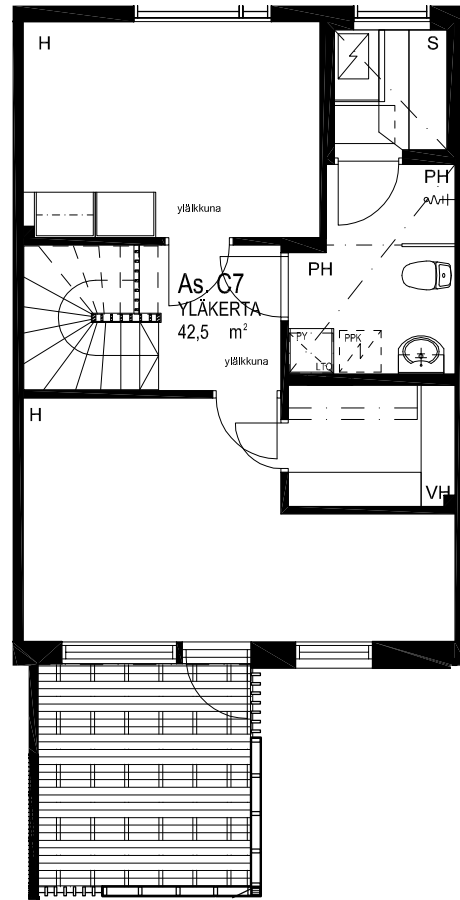 H
S
PH
ylälkkuna
PH
As. C7
YLÄKERTA
42,5 m²
PY
PPK
LTO
ylälkkuna
H
VH